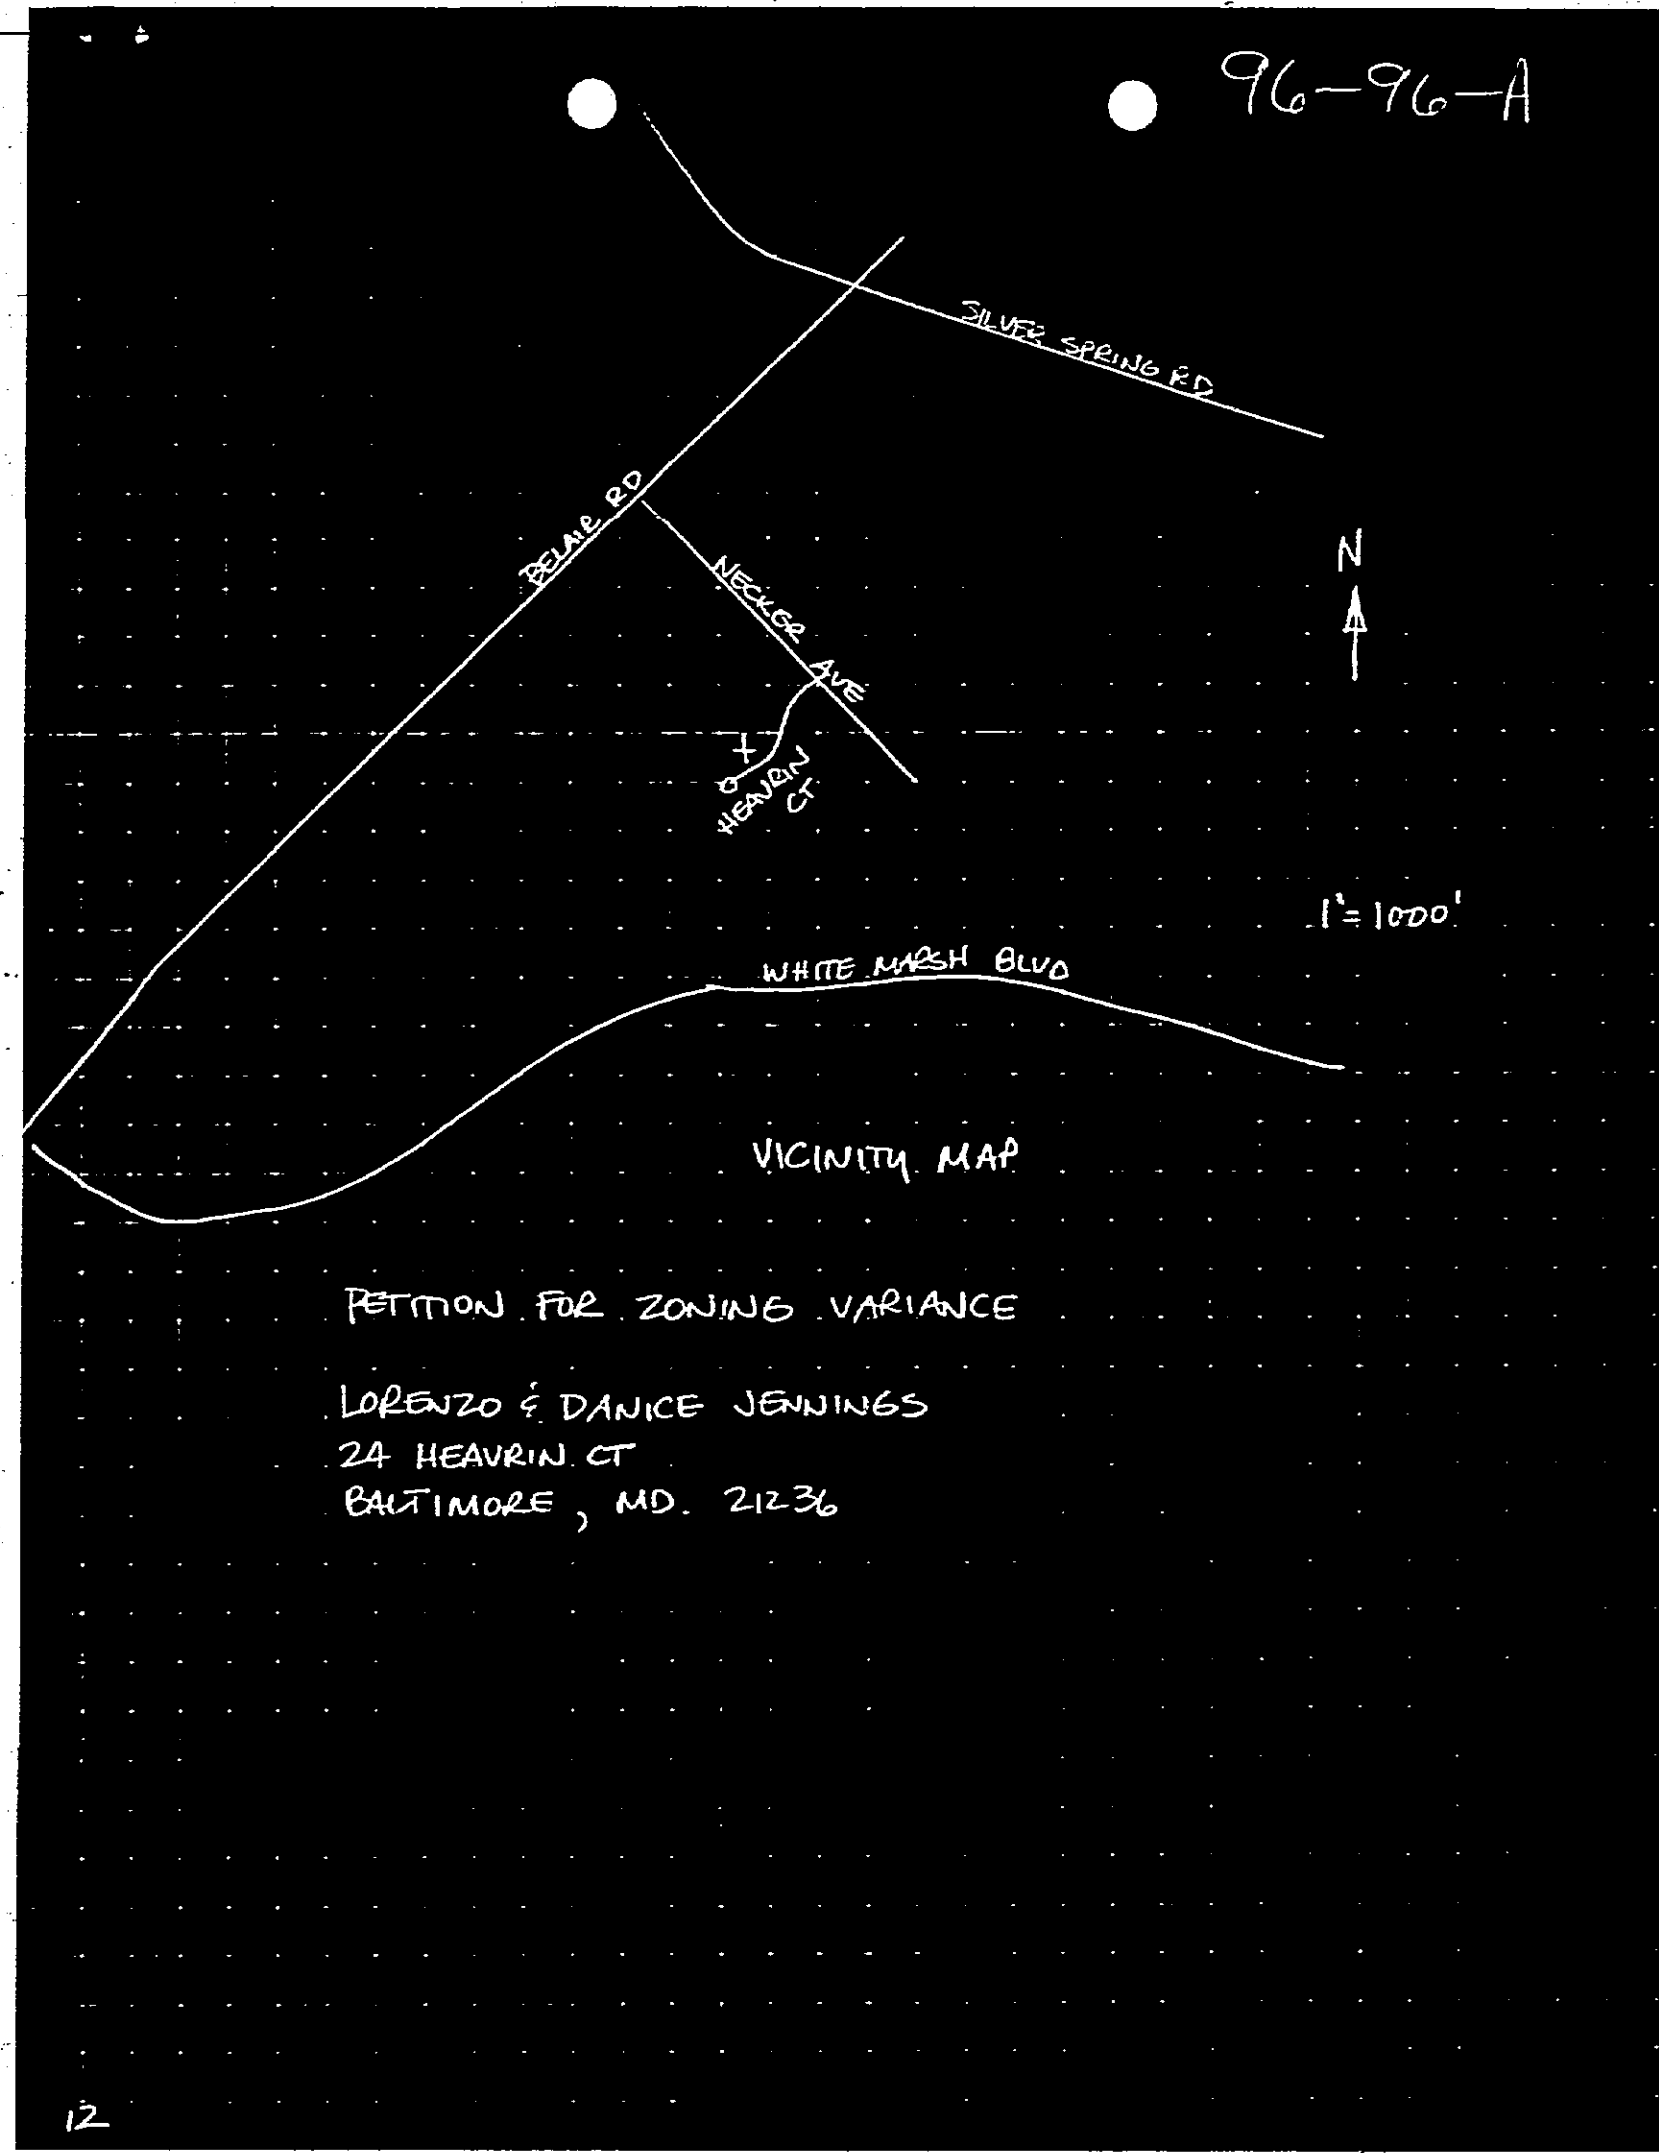 96-96-A
SILVER SPRING RD
BELAIR RD
NECKER AVE
N
HEAVRIN
CT
1"=1000'
WHITE MARSH BLVD
VICINITY MAP
PETITION FOR ZONING VARIANCE
LORENZO & DANICE JENNINGS
24 HEAVRIN CT
BALTIMORE, MD. 21236
12